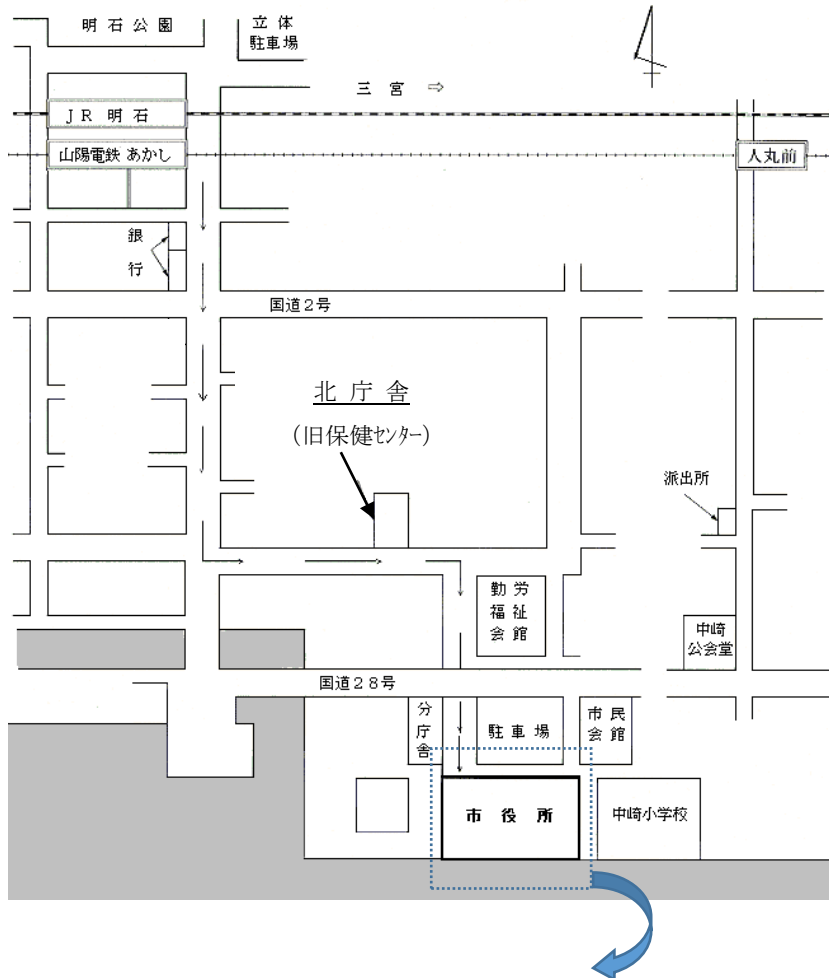 明石公園
立体
駐車場
三宮 ⇒
JR 明石
山陽電鉄 あかし
人丸前
銀
行
国道2号
北庁舎
(旧保健センター)
派出所
勤労
福祉
会館
中崎
公会堂
国道28号
分
庁
舎
駐車場
市民
会館
市役所
中崎小学校